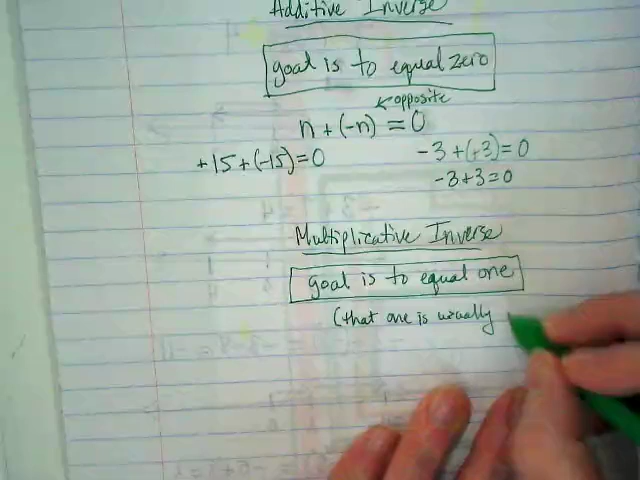 Additive Inverse
goal is to equal zero
opposite
n + (-n) = 0
+15 + (-15) = 0
-3 + (+3) = 0
-3 + 3 = 0
Multiplicative Inverse
goal is to equal one
(that one is usually